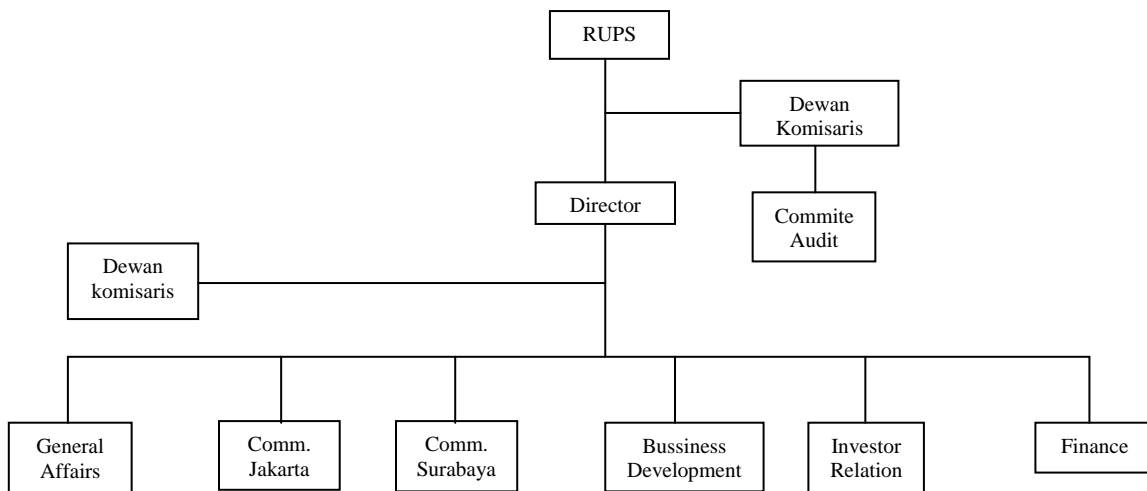 RUPS
Dewan
Komisaris
Director
Commite
Audit
Dewan
komisaris
General
Affairs
Comm.
Jakarta
Comm.
Surabaya
Bussiness
Development
Investor
Relation
Finance